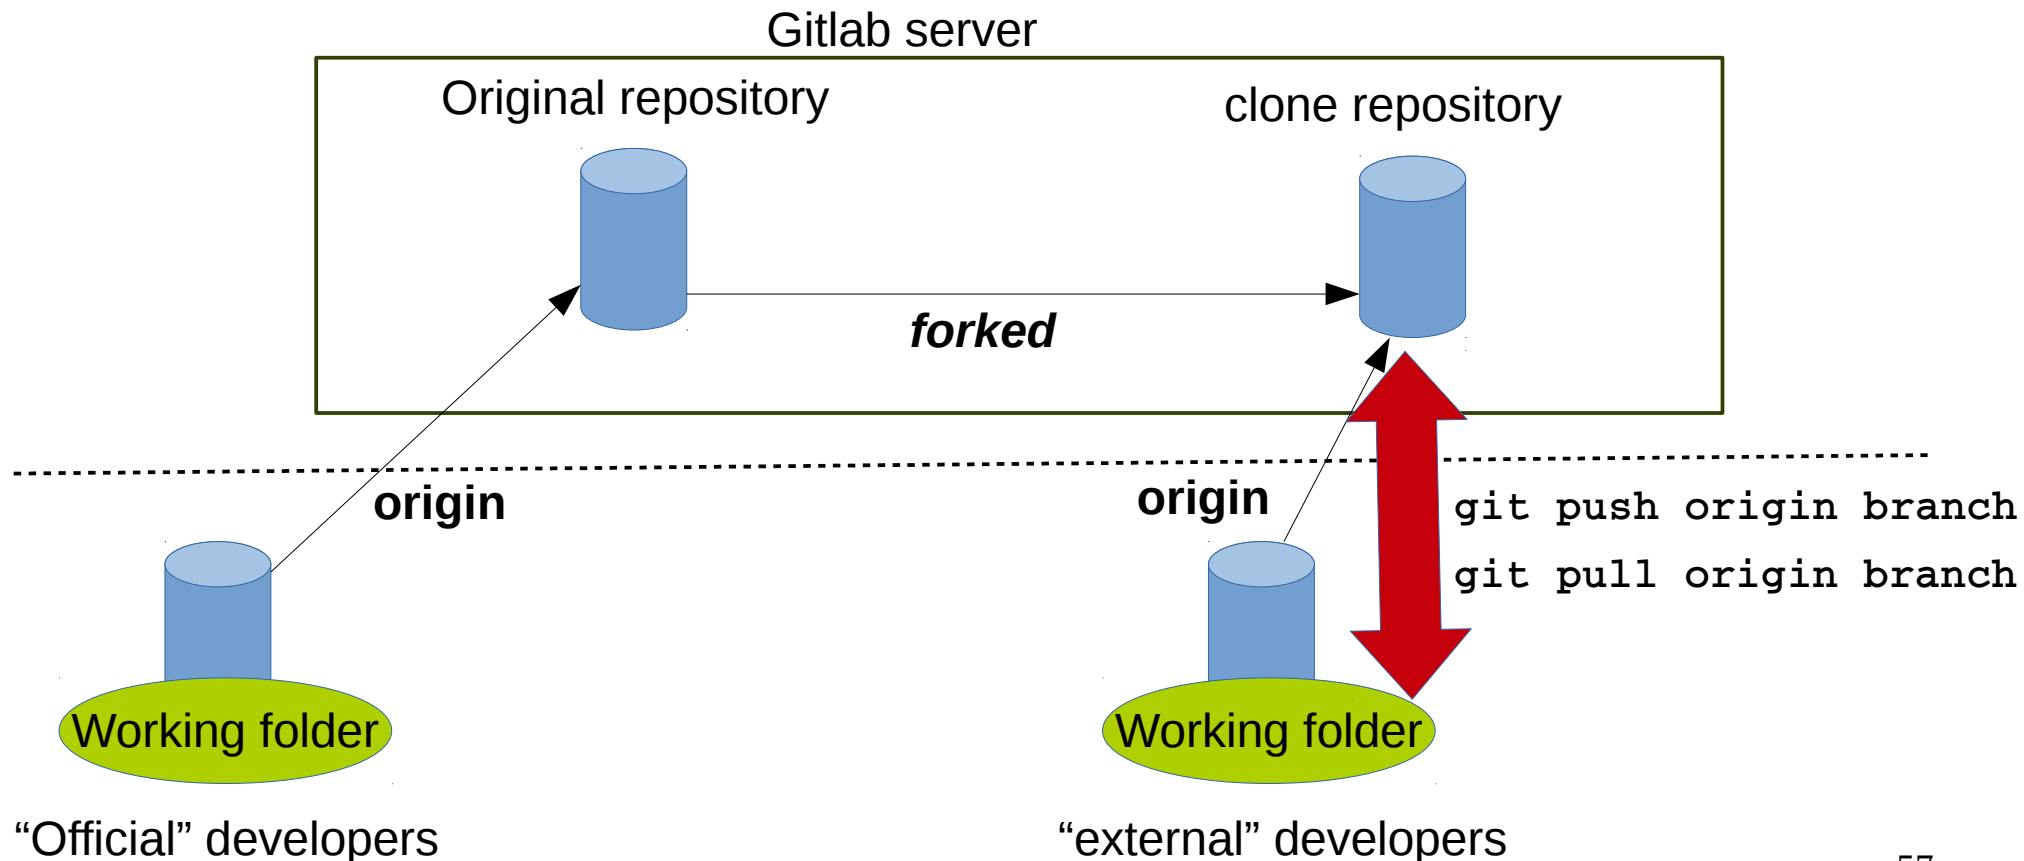 Gitlab server
Original repository
clone repository
forked
origin
origin
git push origin branch
git pull origin branch
Working folder
Working folder
“Official” developers
“external” developers
57